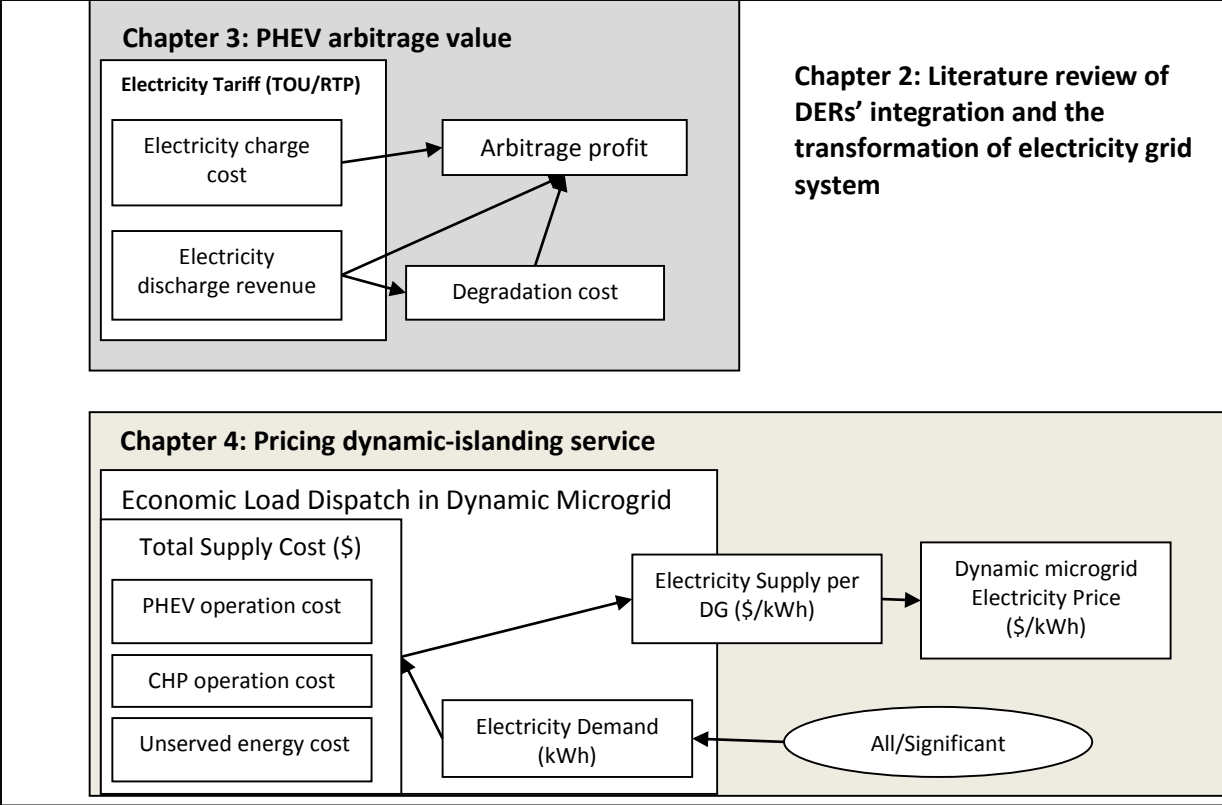 Chapter 3: PHEV arbitrage value
Electricity Tariff (TOU/RTP)
Electricity charge
cost
Arbitrage profit
Electricity
discharge revenue
Degradation cost
Chapter 2: Literature review of
DERs' integration and the
transformation of electricity grid
system
Chapter 4: Pricing dynamic-islanding service
Economic Load Dispatch in Dynamic Microgrid
Total Supply Cost ($)
PHEV operation cost
CHP operation cost
Unserved energy cost
Electricity Supply per
DG ($/kWh)
Dynamic microgrid
Electricity Price
($/kWh)
Electricity Demand
(kWh)
All/Significant